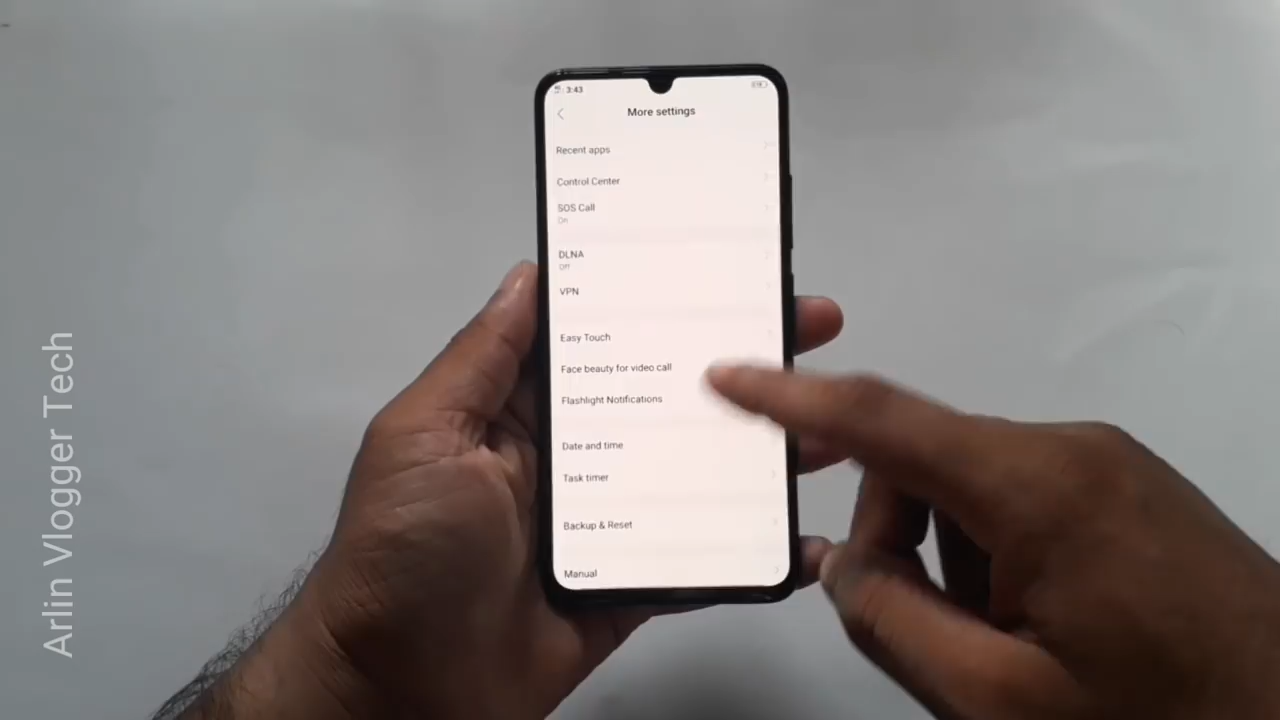 3:43
More settings
Recent apps
Control Center
SOS Call
On
DLNA
Off
VPN
Easy Touch
Face beauty for video call
Flashlight Notifications
Date and time
Task timer
Backup & Reset
Manual
Arlin Vlogger Tech